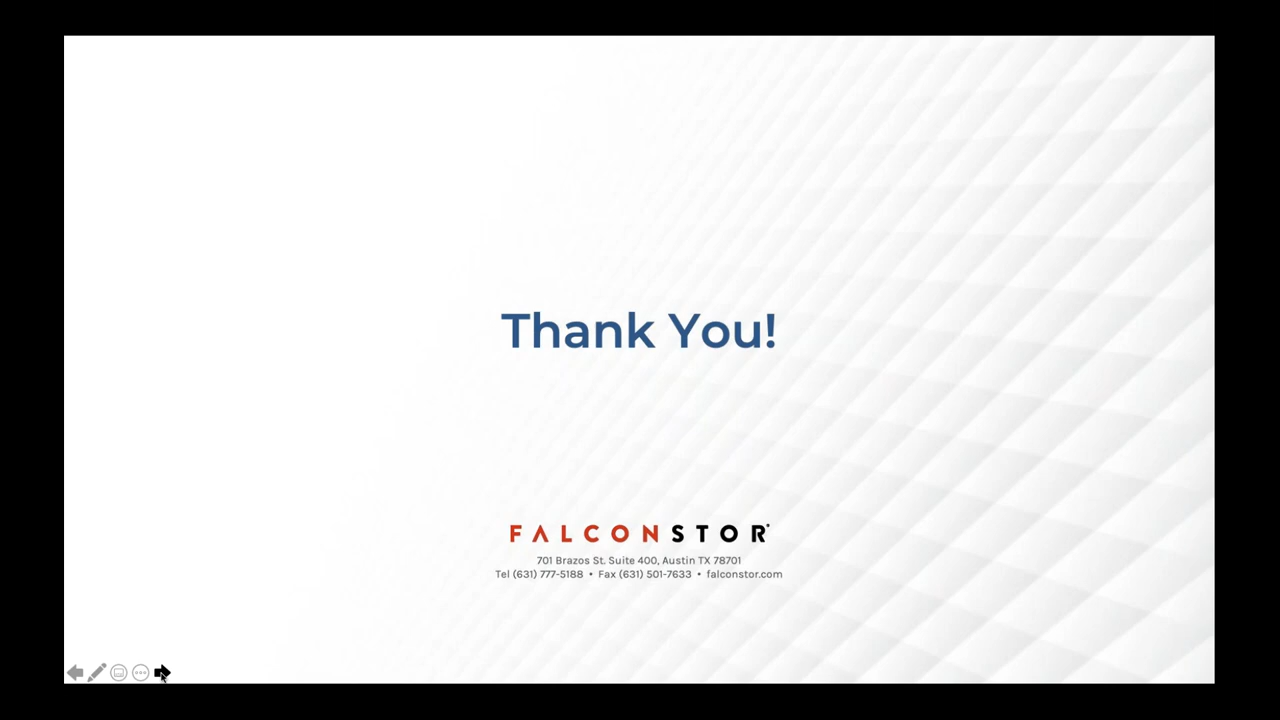 Thank You!
FALCONSTOR
701 Brazos St. Suite 400, Austin TX 78701
Tel (631) 777-5188 • Fax (631) 501-7633 • falconstor.com